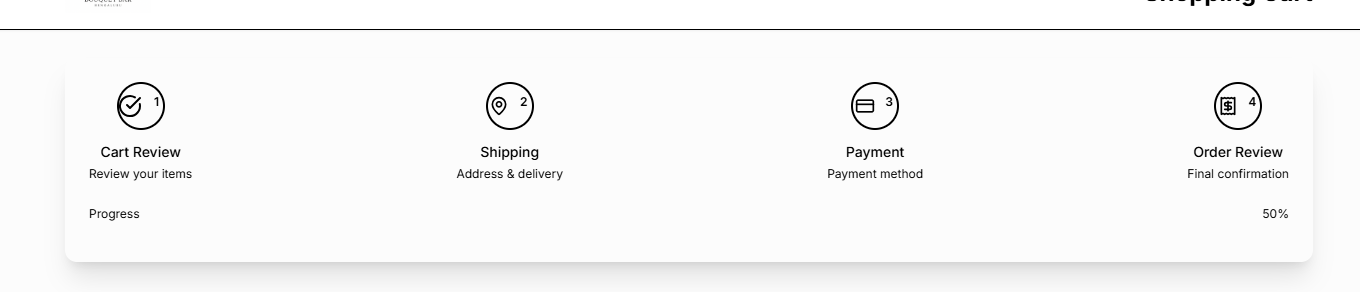 Shopping Cart
1
2
3
4
Cart Review
Shipping
Payment
Order Review
Review your items
Address & delivery
Payment method
Final confirmation
Progress
50%